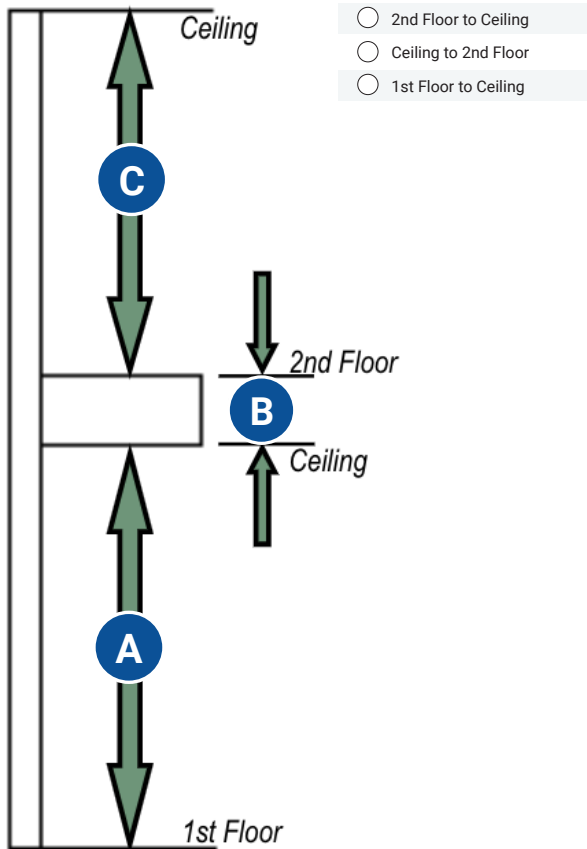 Ceiling
C
2nd Floor
B
Ceiling
A
1st Floor
2nd Floor to Ceiling
Ceiling to 2nd Floor
1st Floor to Ceiling